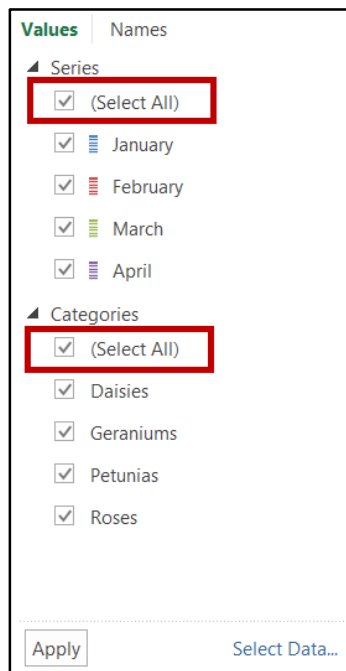 Values Names
Series
(Select All)
January
February
March
April
Categories
(Select All)
Daisies
Geraniums
Petunias
Roses
Apply Select Data...